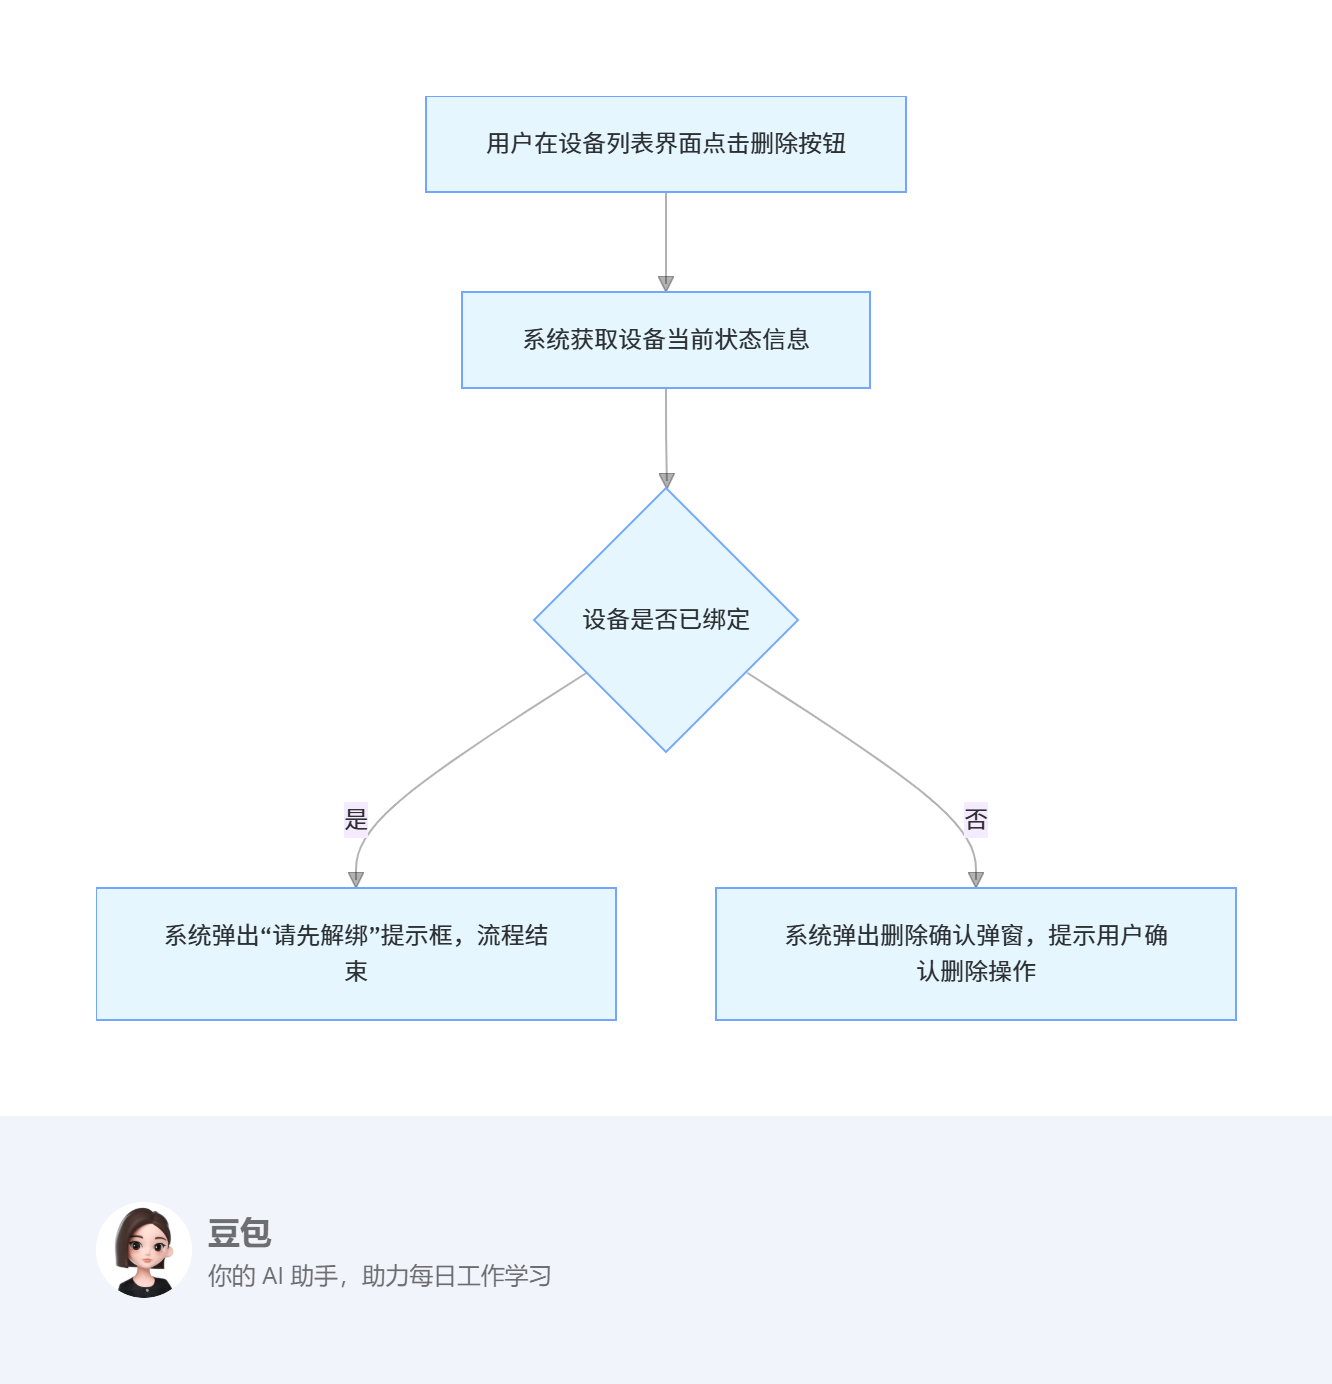 用户在设备列表界面点击删除按钮
系统获取设备当前状态信息
设备是否已绑定
是
否
系统弹出“请先解绑”提示框，流程结
束
系统弹出删除确认弹窗，提示用户确
认删除操作
豆包
你的 AI 助手，助力每日工作学习